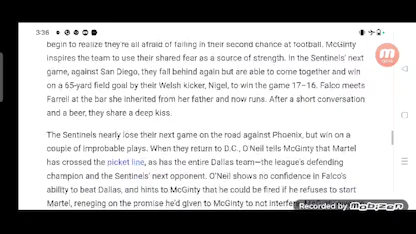 3:36
begin to realize they're all afraid of failing in their second chance at football. McGinty
inspires the team to use their shared fear as a source of strength. In the Sentinels' next
game, against San Diego, they fall behind again but are able to come together and win
on a 65-yard field goal by their Welsh kicker, Nigel, to win the game 17–16. Falco meets
Farrell at the bar she inherited from her father and now runs. After a short conversation
and a beer, they share a deep kiss.
The Sentinels nearly lose their next game on the road against Phoenix, but win on a
couple of improbable plays. When they return to D.C., O'Neil tells McGinty that Martel
has crossed the picket line, as has the entire Dallas team—the league's defending
champion and the Sentinels' next opponent. O'Neil shows no confidence in Falco's
ability to beat Dallas, and hints to McGinty that he could be fired if he refuses to start
Martel, reneging on the promise he'd given to McGinty to not interfere
Recorded by
Mobizen